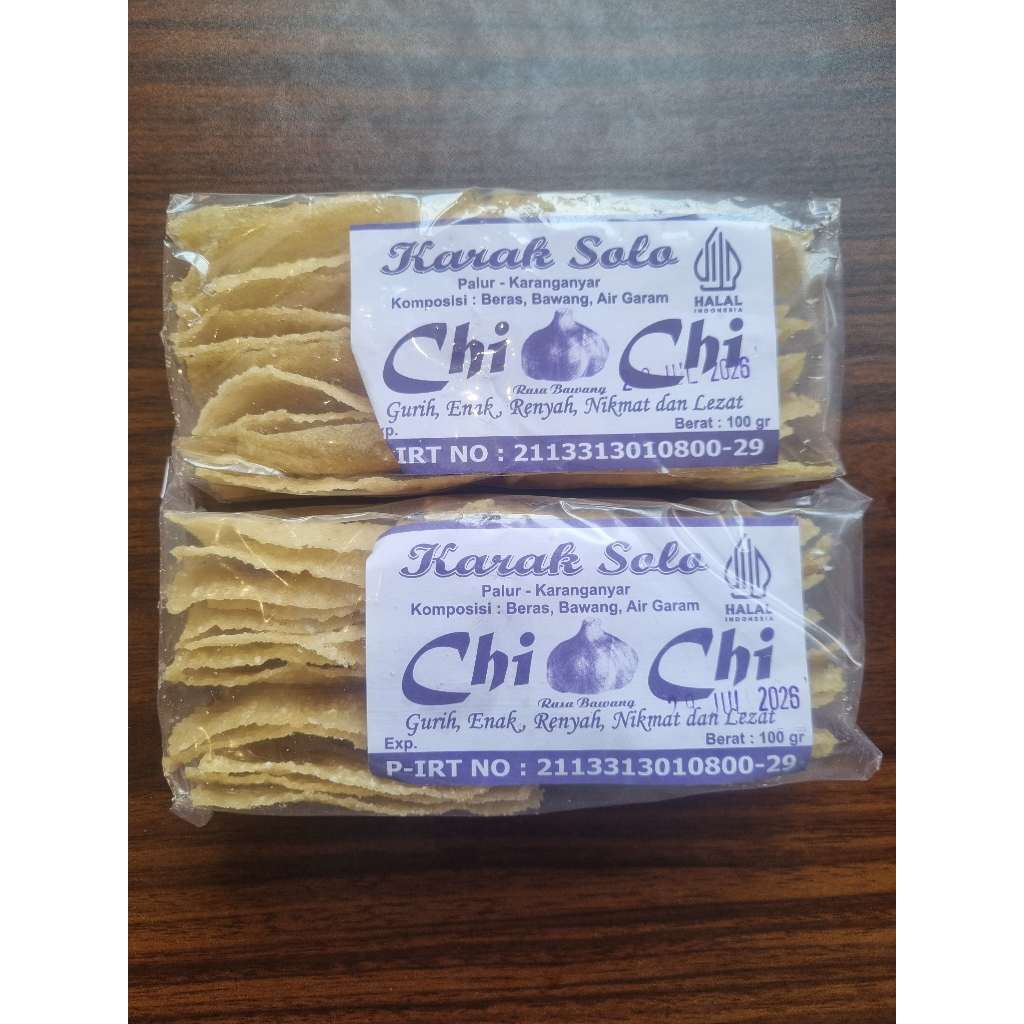 Karak Solo
Palur - Karanganyar
Komposisi : Beras, Bawang, Air Garam
HALAL
INDONESIA
Chi Chi
2026
Rasa Bawang
Gurih, Enak, Renyah, Nikmat dan Lezat
p.
Berat : 100 gr
IRT NO : 2113313010800-29
Karak Solo
Palur - Karanganyar
Komposisi : Beras, Bawang, Air Garam
HALAL
INDONESIA
Chi Chi
2026
Rasa Bawang
Gurih, Enak, Renyah, Nikmat dan Lezat
Exp.
Berat : 100 gr
P-IRT NO : 2113313010800-29